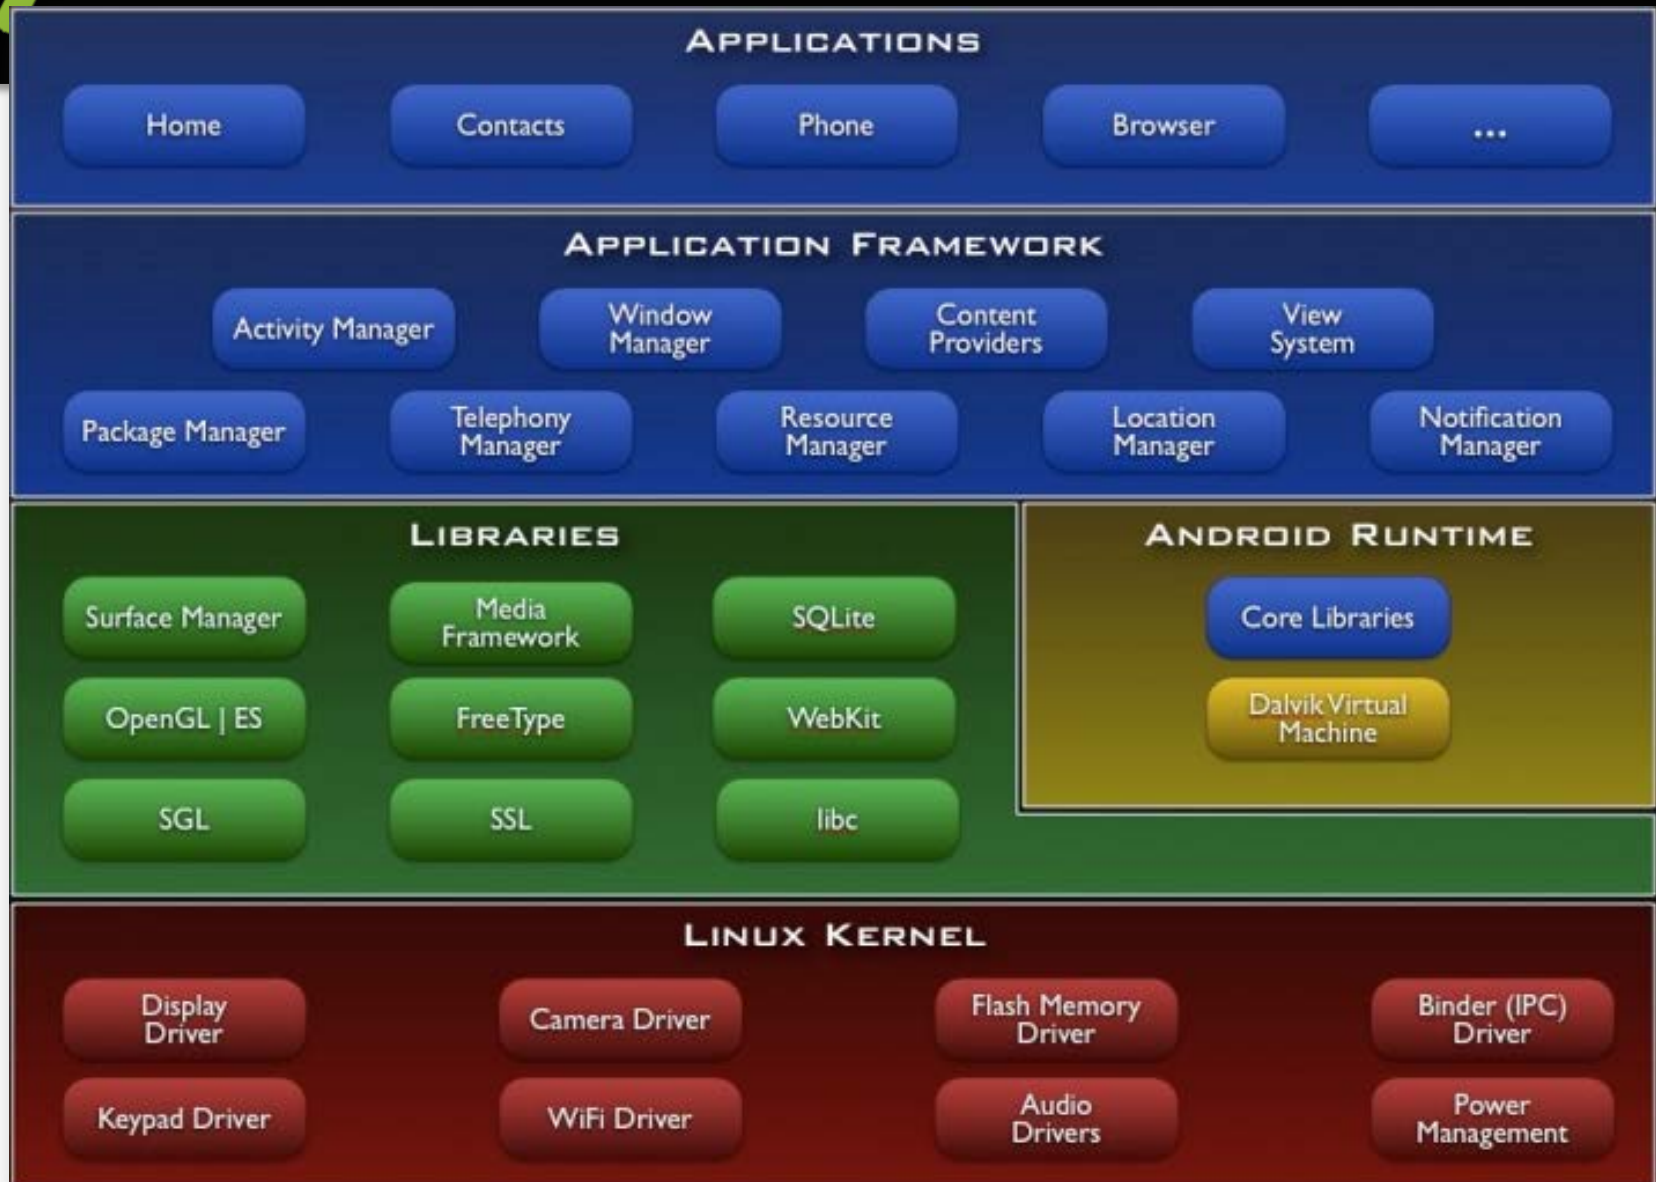 APPLICATIONS
Home
Contacts
Phone
Browser
...
APPLICATION FRAMEWORK
Activity Manager
Window
Manager
Content
Providers
View
System
Package Manager
Telephony
Manager
Resource
Manager
Location
Manager
Notification
Manager
LIBRARIES
Surface Manager
Media
Framework
SQLite
OpenGL | ES
FreeType
WebKit
SGL
SSL
libc
ANDROID RUNTIME
Core Libraries
Dalvik Virtual
Machine
LINUX KERNEL
Display
Driver
Camera Driver
Flash Memory
Driver
Binder (IPC)
Driver
Keypad Driver
WiFi Driver
Audio
Drivers
Power
Management